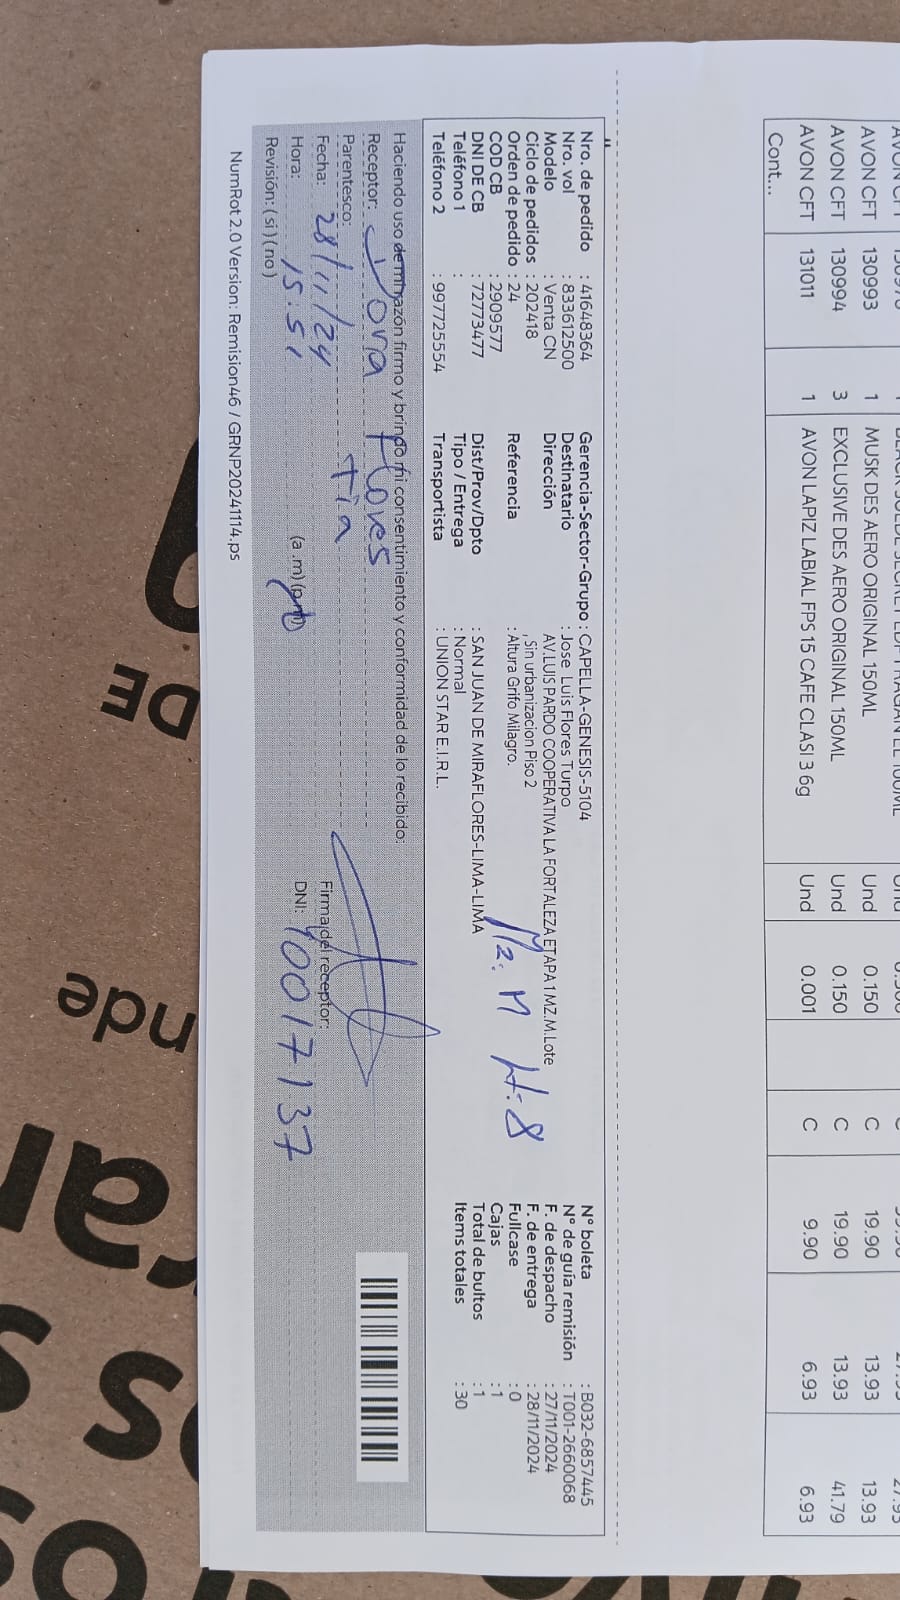 AVON CFT 130993 1 MUSK DES AERO ORIGINAL 150ML Und 0.150 C 19.90 13.93 13.93
AVON CFT 130994 3 EXCLUSIVE DES AERO ORIGINAL 150ML Und 0.150 C 19.90 13.93 41.79
AVON CFT 131011 1 AVON LAPIZ LABIAL FPS 15 CAFE CLASI 3 6g Und 0.001 C 9.90 6.93 6.93
Cont...
Nro. de pedido : 41648364 Gerencia-Sector-Grupo : CAPELLA-GENESIS-5104 N° boleta : B032-6857445
Nro. vol : 833612500 Destinatario : Jose Luis Flores Turpo N° de guía remisión : T001-2660068
Modelo : Venta CN Dirección AV.LUIS PARDO COOPERATIVA LA FORTALEZA ETAPA 1 MZ.M.Lote F. de despacho : 27/11/2024
Ciclo de pedidos : 202418 , Sin urbanizacion Piso 2 F. de entrega : 28/11/2024
Orden de pedido : 24 Referencia : Altura Grifo Milagro. Mz: M Lt: 8 Fullcase : 0
COD CB : 2909577 Cajas : 1
DNI DE CB : 72773477 Dist/Prov/Dpto : SAN JUAN DE MIRAFLORES-LIMA-LIMA Total de bultos : 1
Teléfono 1 : Tipo / Entrega : Normal Items totales : 30
Teléfono 2 : 997725554 Transportista : UNION STAR E.I.R.L.
Haciendo uso de mi razón firmo y brindo mi consentimiento y conformidad de lo recibido:
Receptor: Dora Flores
Parentesco: Tia
Fecha: 28/11/24 Firma del receptor:
Hora: 15:51 (a .m) (p.m) DNI: 40017137
Revisión: ( si ) ( no )
NumRot 2.0 Version: Remision46 / GRNP20241114.ps
DE
nde